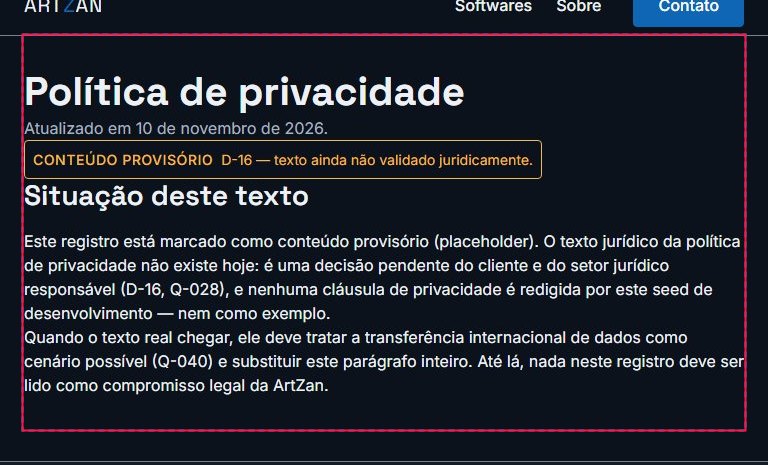 ARTZAN
Softwares Sobre Contato
Política de privacidade
Atualizado em 10 de novembro de 2026.
CONTEÚDO PROVISÓRIO D-16 — texto ainda não validado juridicamente.
Situação deste texto
Este registro está marcado como conteúdo provisório (placeholder). O texto jurídico da política
de privacidade não existe hoje: é uma decisão pendente do cliente e do setor jurídico
responsável (D-16, Q-028), e nenhuma cláusula de privacidade é redigida por este seed de
desenvolvimento — nem como exemplo.
Quando o texto real chegar, ele deve tratar a transferência internacional de dados como
cenário possível (Q-040) e substituir este parágrafo inteiro. Até lá, nada neste registro deve ser
lido como compromisso legal da ArtZan.